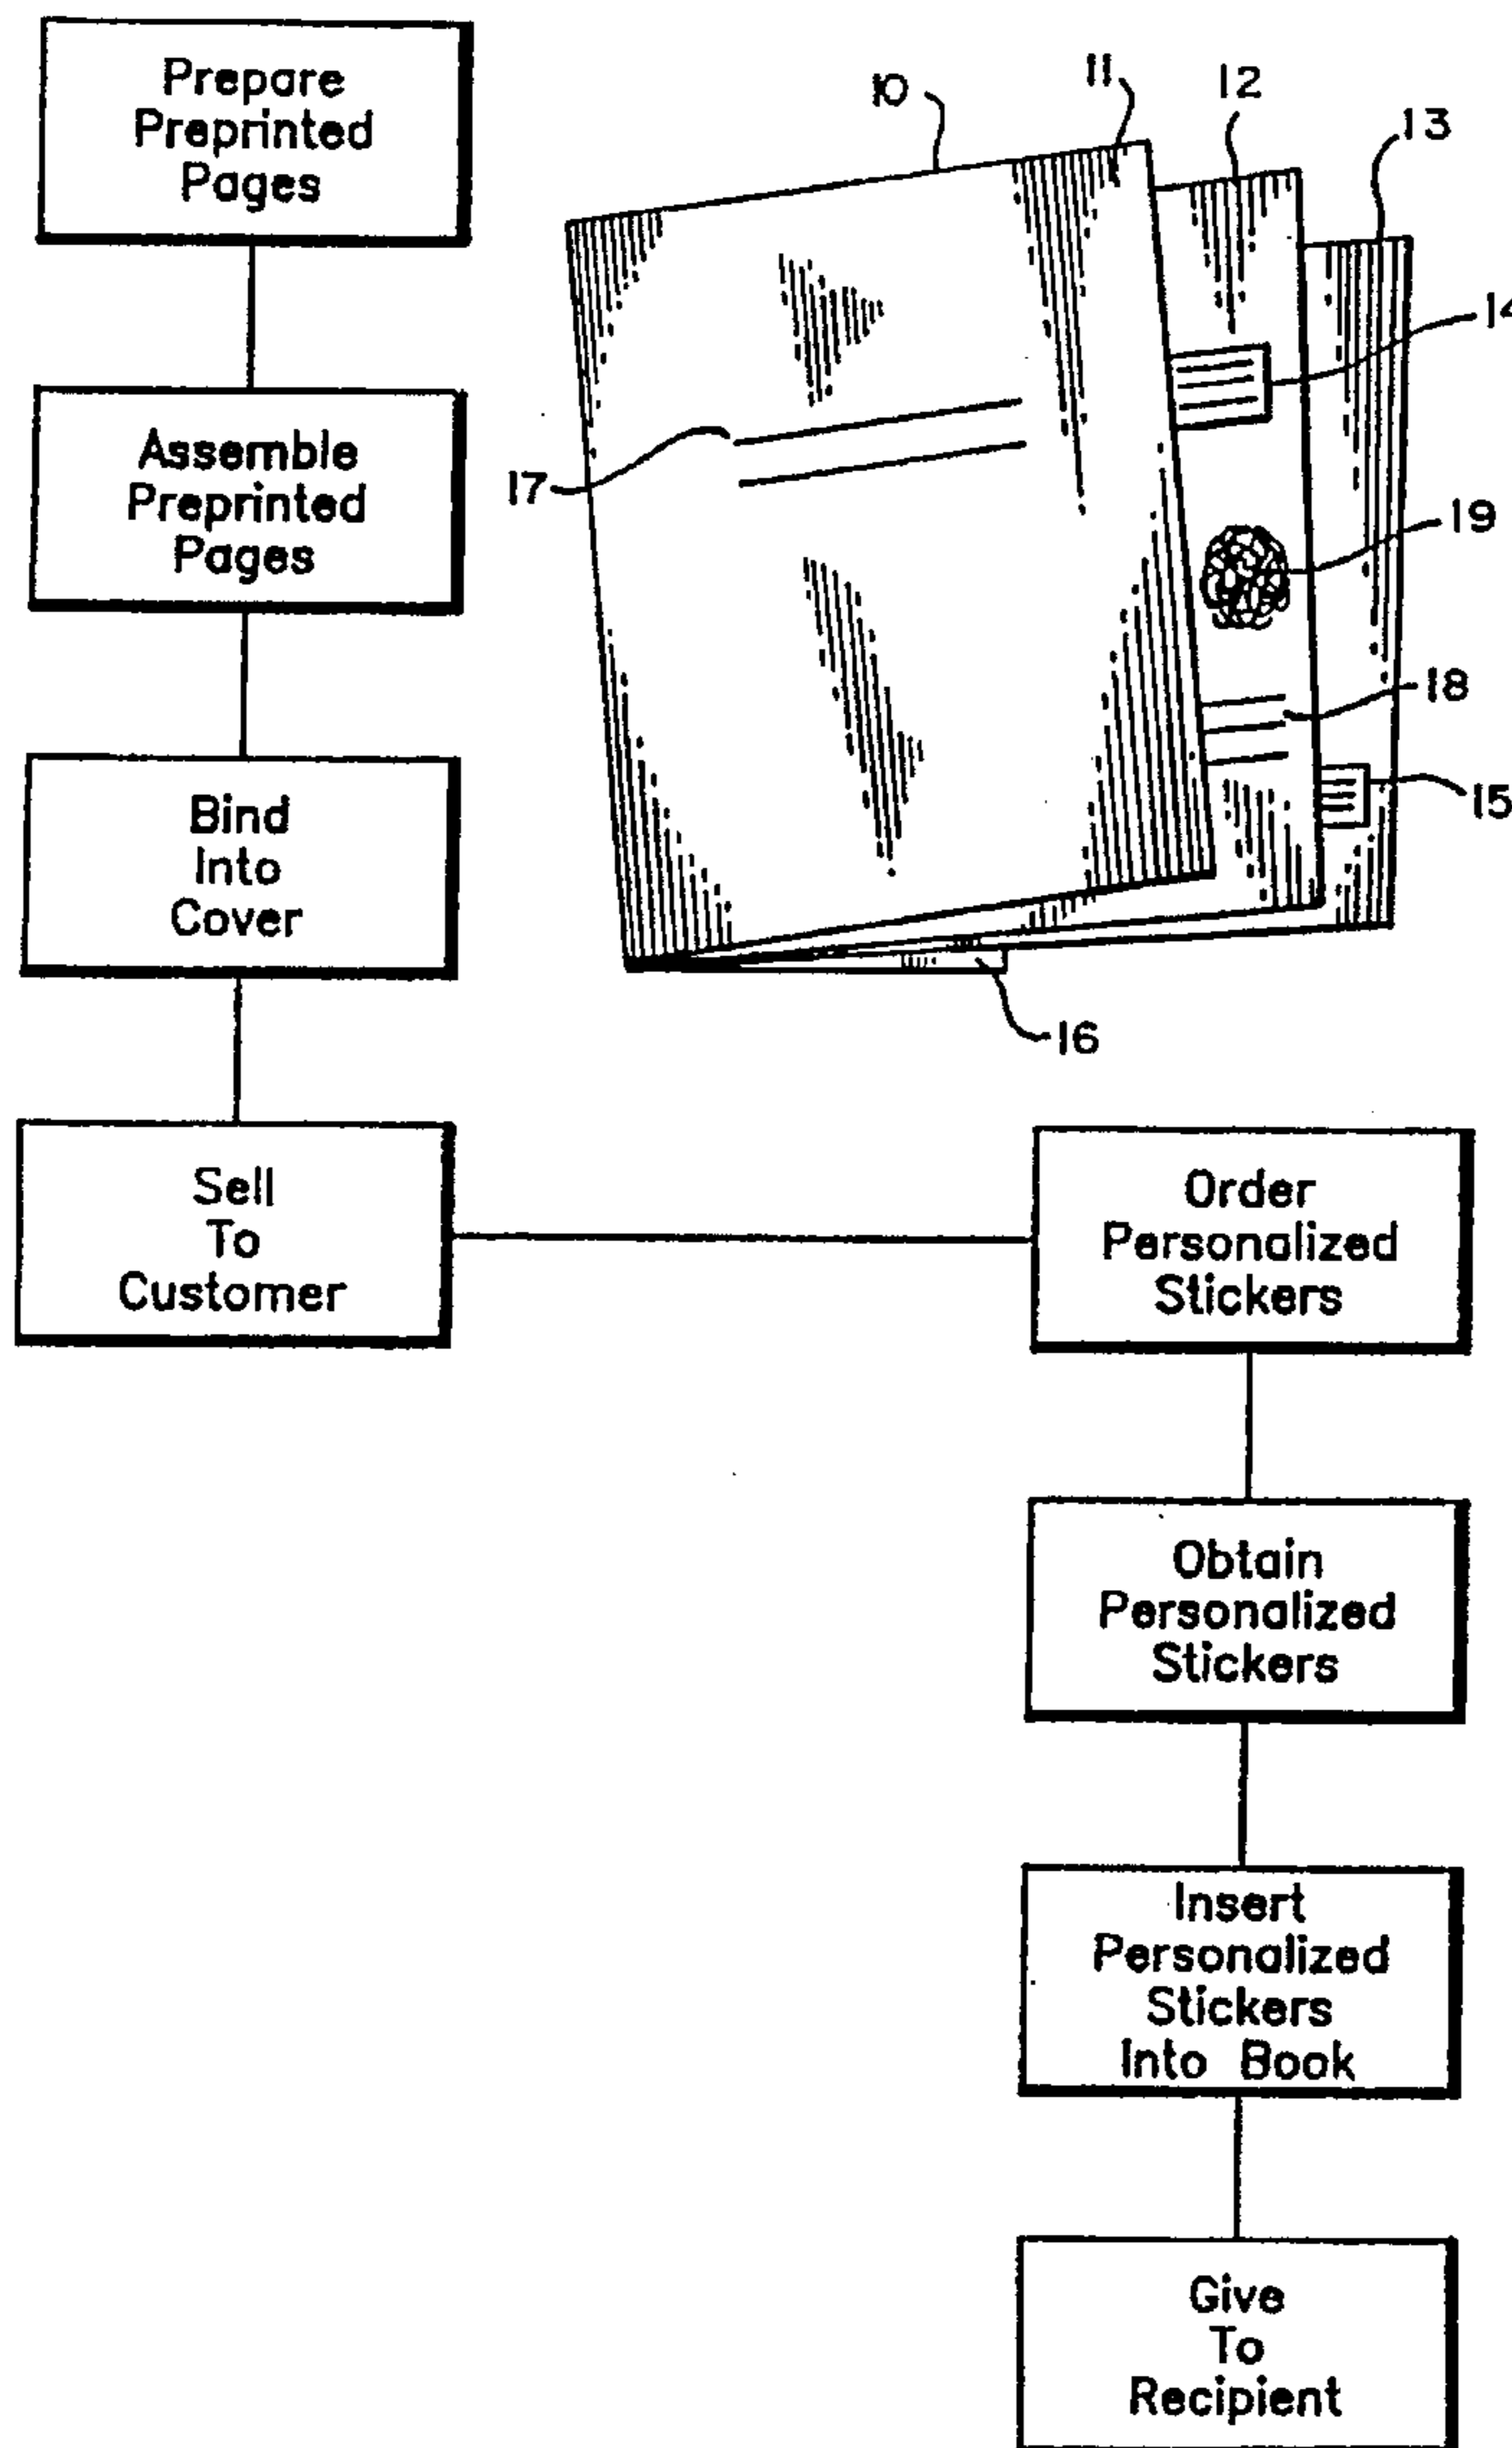 Prepare
Preprinted
Pages
Assemble
Preprinted
Pages
Bind
Into
Cover
Sell
To
Customer
10
11
12
13
14
17
19
18
15
16
Order
Personalized
Stickers
Obtain
Personalized
Stickers
Insert
Personalized
Stickers
Into Book
Give
To
Recipient